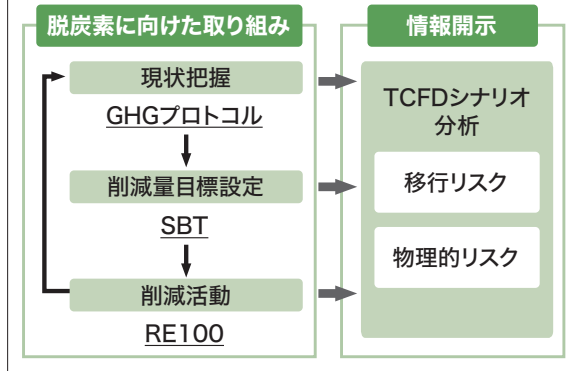 脱炭素に向けた取り組み
現状把握
GHGプロトコル
削減量目標設定
SBT
削減活動
RE100
情報開示
TCFDシナリオ
分析
移行リスク
物理的リスク